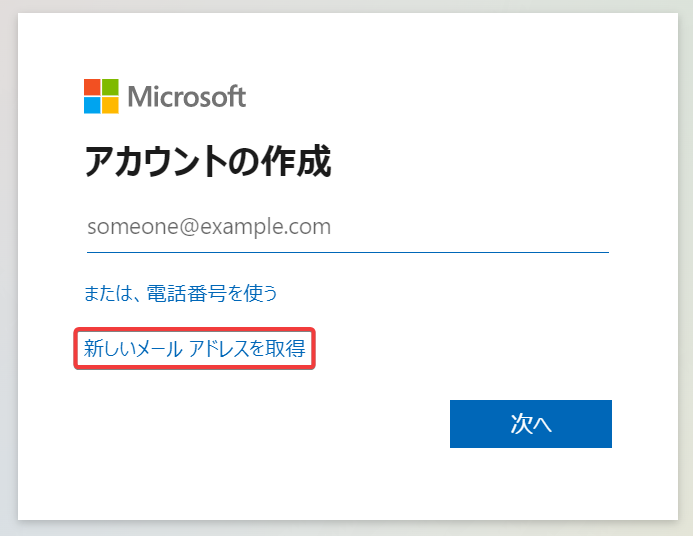 Microsoft
アカウントの作成
someone@example.com
または、電話番号を使う
新しいメール アドレスを取得
次へ